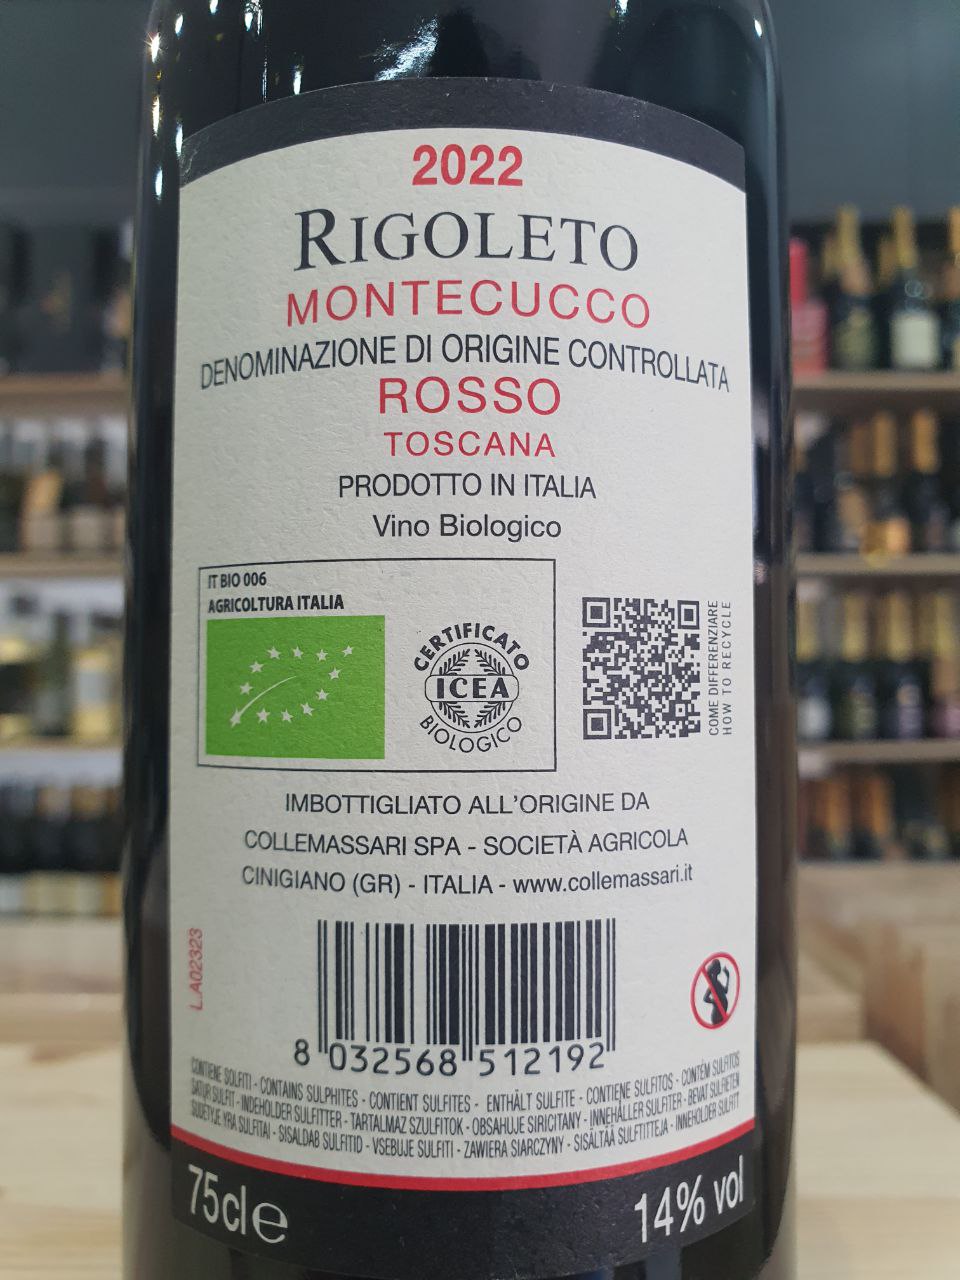 2022
RIGOLETO
MONTECUCCO
DENOMINAZIONE DI ORIGINE CONTROLLATA
ROSSO
TOSCANA
PRODOTTO IN ITALIA
Vino Biologico
IT BIO 006
AGRICOLTURA ITALIA
CERTIFICATO
ICEA
BIOLOGICO
COME DIFFERENZIARE
HOW TO RECYCLE
IMBOTTIGLIATO ALL'ORIGINE DA
COLLEMASSARI SPA - SOCIETÀ AGRICOLA
CINIGIANO (GR) - ITALIA - www.collemassari.it
L.A02323
8 032568 512192
CONTIENE SOLFITI - CONTAINS SULPHITES - CONTIENT SULFITES - ENTHÄLT SULFITE - CONTIENE SULFITOS - CONTÉM SULFITOS
SATUR SULFIT - INDEHOLDER SULFITTER - TARTALMAZ SZULFITOK - OBSAHUJE SIRICITANY - INNEHÅLLER SULFITER - BEVAT SULFIETEN
SUDETYJE YRA SULFITAI - SISALDAB SULFITID - VSEBUJE SULFITI - ZAWIERA SIARCZYNY - SISÄLTÄÄ SULFTITTEJA - INNEHOLDER SULFITT
75cl e
14% vol